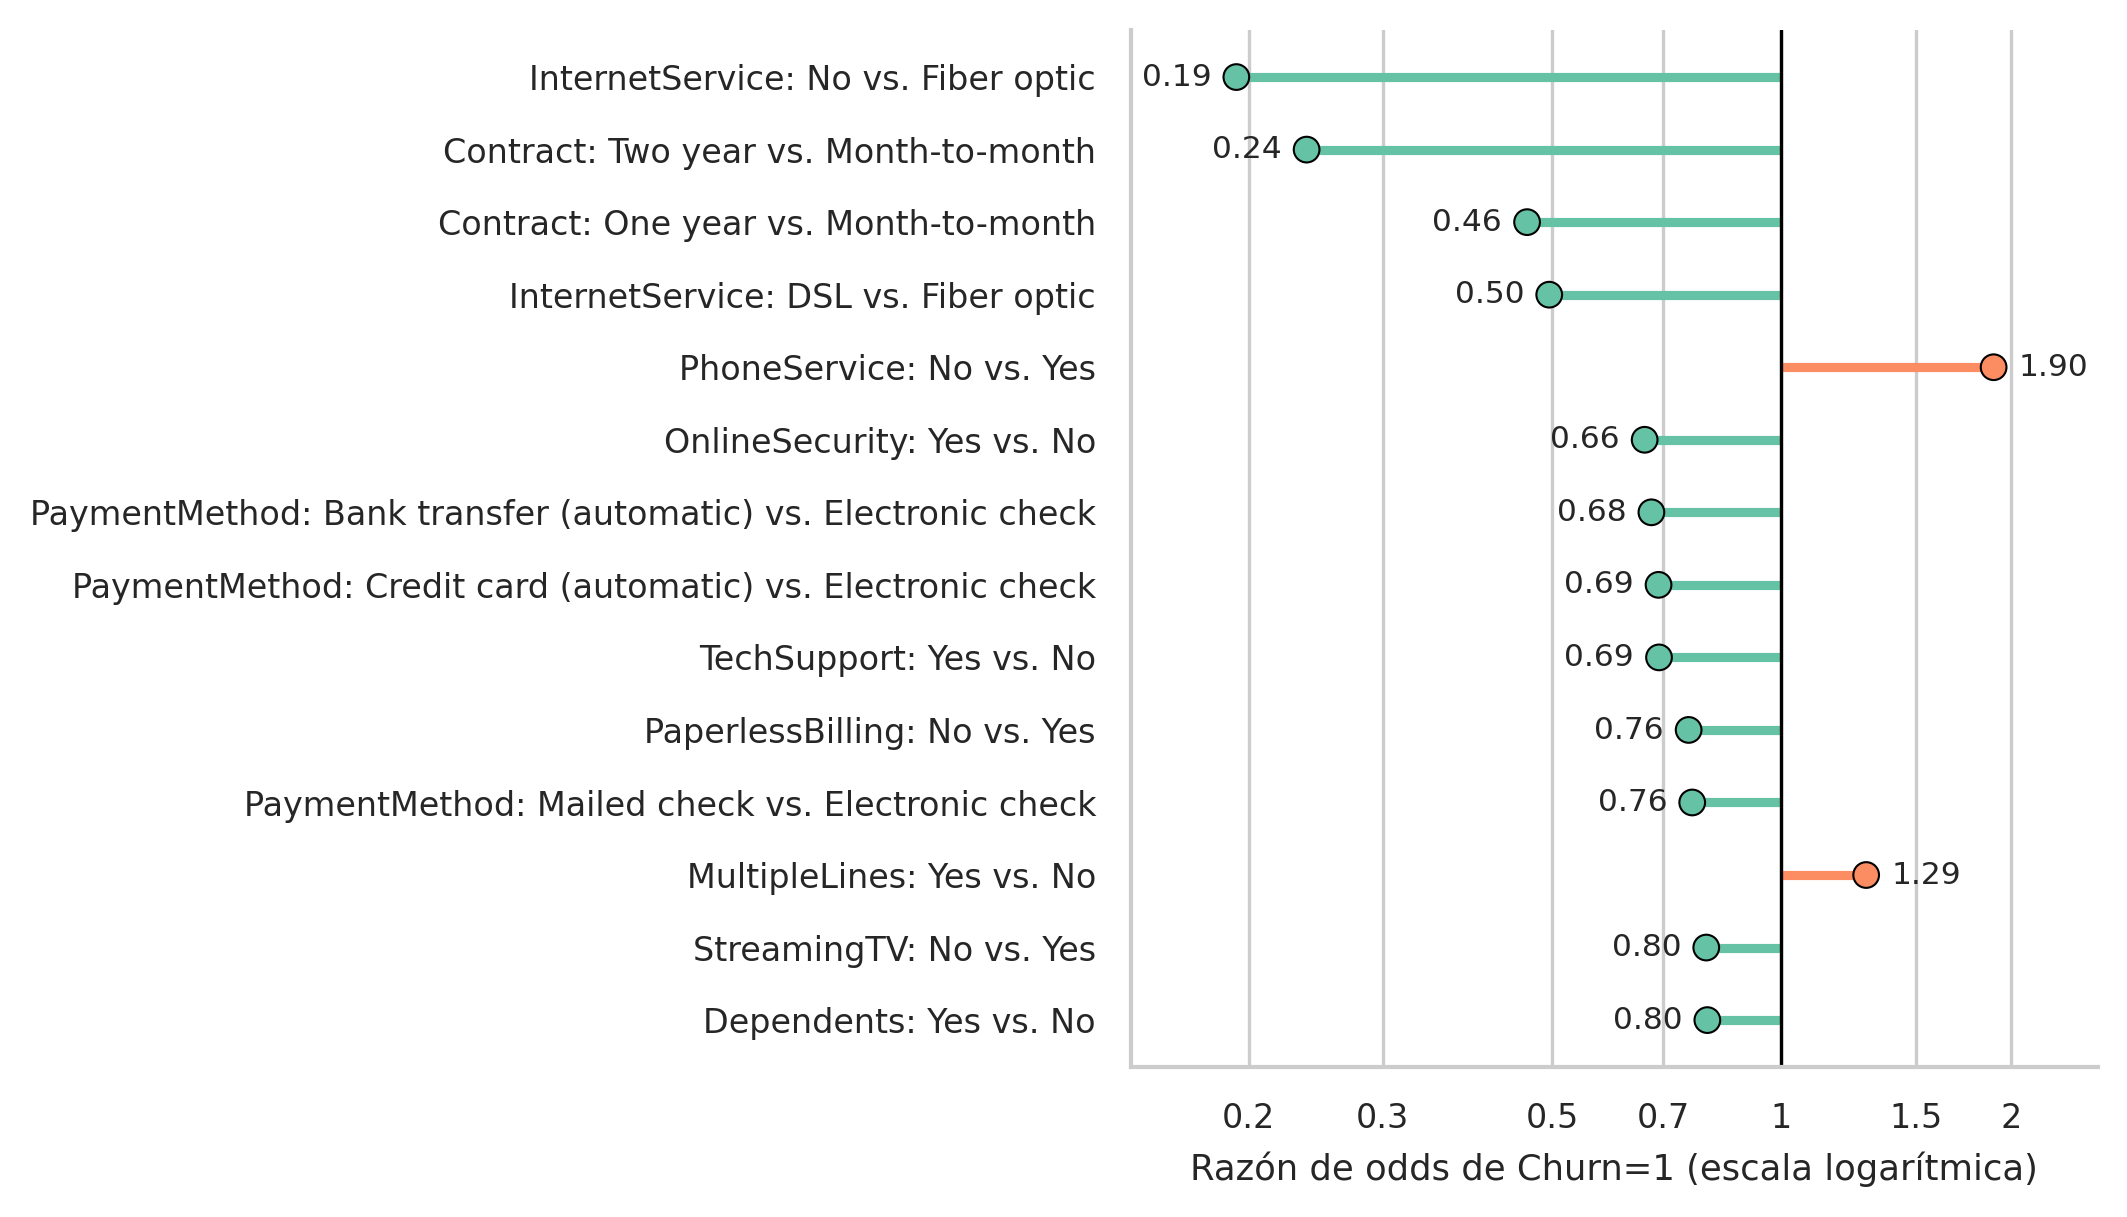 InternetService: No vs. Fiber optic 0.19
Contract: Two year vs. Month-to-month 0.24
Contract: One year vs. Month-to-month 0.46
InternetService: DSL vs. Fiber optic 0.50
PhoneService: No vs. Yes 1.90
OnlineSecurity: Yes vs. No 0.66
PaymentMethod: Bank transfer (automatic) vs. Electronic check 0.68
PaymentMethod: Credit card (automatic) vs. Electronic check 0.69
TechSupport: Yes vs. No 0.69
PaperlessBilling: No vs. Yes 0.76
PaymentMethod: Mailed check vs. Electronic check 0.76
MultipleLines: Yes vs. No 1.29
StreamingTV: No vs. Yes 0.80
Dependents: Yes vs. No 0.80
0.2 0.3 0.5 0.7 1 1.5 2
Razón de odds de Churn=1 (escala logarítmica)